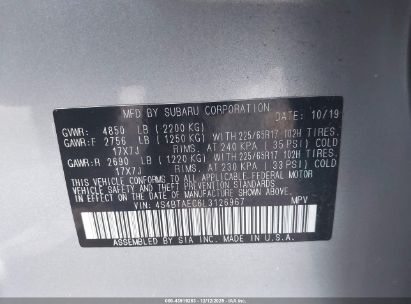 MFD BY SUBARU CORPORATION DATE: 10/19
GVWR: 4850 LB (2200 KG)
GAWR:F 2756 LB (1250 KG) WITH 225/65R17 102H TIRES.
17X7J RIMS. AT 240 KPA (35 PSI) COLD
GAWR:R 2690 LB (1220 KG) WITH 225/65R17 102H TIRES.
17X7J RIMS. AT 230 KPA (33 PSI) COLD
THIS VEHICLE CONFORMS TO ALL APPLICABLE FEDERAL MOTOR
VEHICLE SAFETY AND THEFT PREVENTION STANDARDS IN EFFECT ON THE DATE OF
MANUFACTURE SHOWN ABOVE.
VIN: 4S4BTAEC6L3126967 MPV
ASSEMBLED BY SIA INC. MADE IN U.S.A.